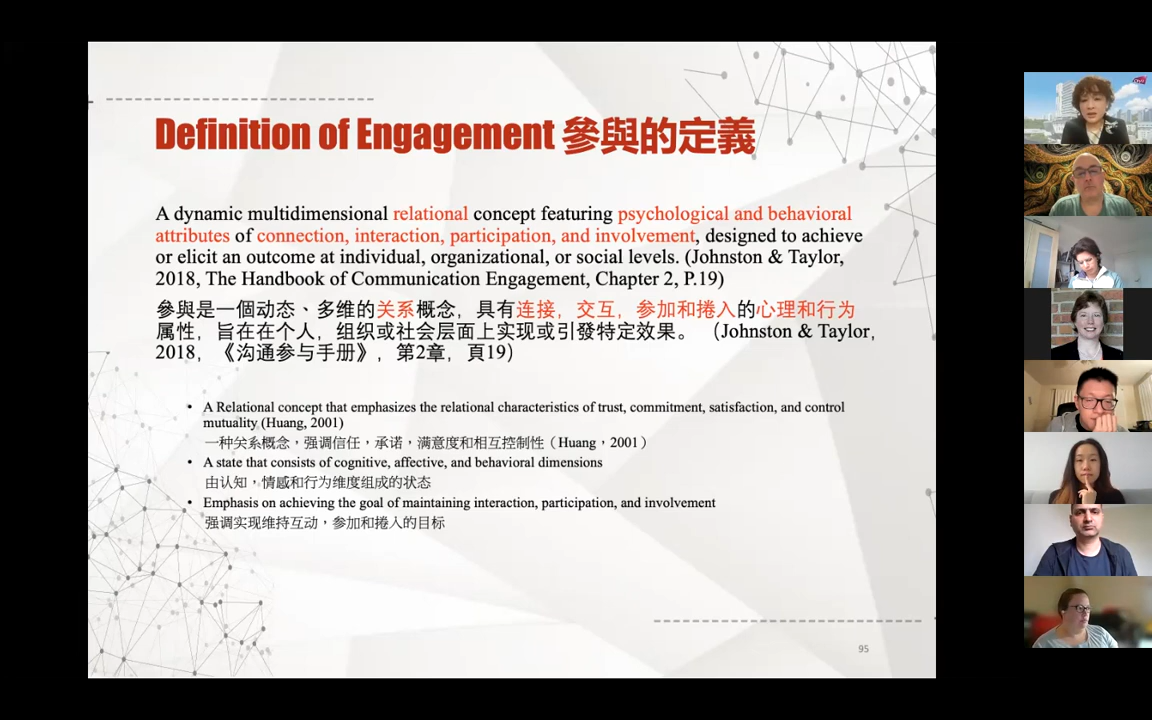 Definition of Engagement 參與的定義
A dynamic multidimensional relational concept featuring psychological and behavioral
attributes of connection, interaction, participation, and involvement, designed to achieve
or elicit an outcome at individual, organizational, or social levels. (Johnston & Taylor,
2018, The Handbook of Communication Engagement, Chapter 2, P.19)
參與是一個动态、多维的关系概念，具有连接，交互，参加和捲入的心理和行为
属性，旨在在个人，组织或社会层面上实现或引發特定效果。 （Johnston & Taylor，
2018，《沟通参与手册》，第2章，頁19）
• A Relational concept that emphasizes the relational characteristics of trust, commitment, satisfaction, and control
mutuality (Huang, 2001)
一种关系概念，强调信任，承诺，满意度和相互控制性（Huang，2001）
• A state that consists of cognitive, affective, and behavioral dimensions
由认知，情感和行为维度组成的状态
• Emphasis on achieving the goal of maintaining interaction, participation, and involvement
强调实现维持互动，参加和捲入的目标
95